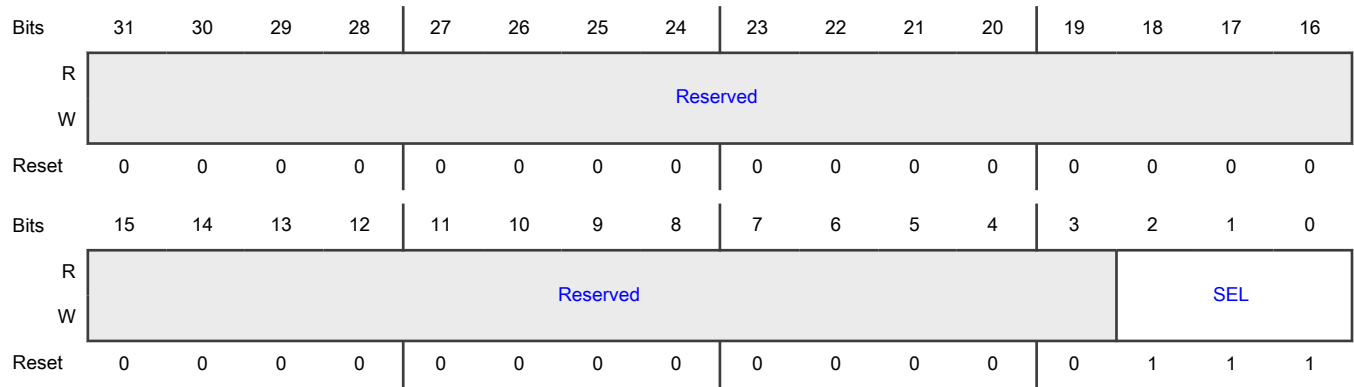 Bits 31 30 29 28 27 26 25 24 23 22 21 20 19 18 17 16
R
Reserved
W
Reset 0 0 0 0 0 0 0 0 0 0 0 0 0 0 0 0
Bits 15 14 13 12 11 10 9 8 7 6 5 4 3 2 1 0
R
Reserved SEL
W
Reset 0 0 0 0 0 0 0 0 0 0 0 0 0 1 1 1